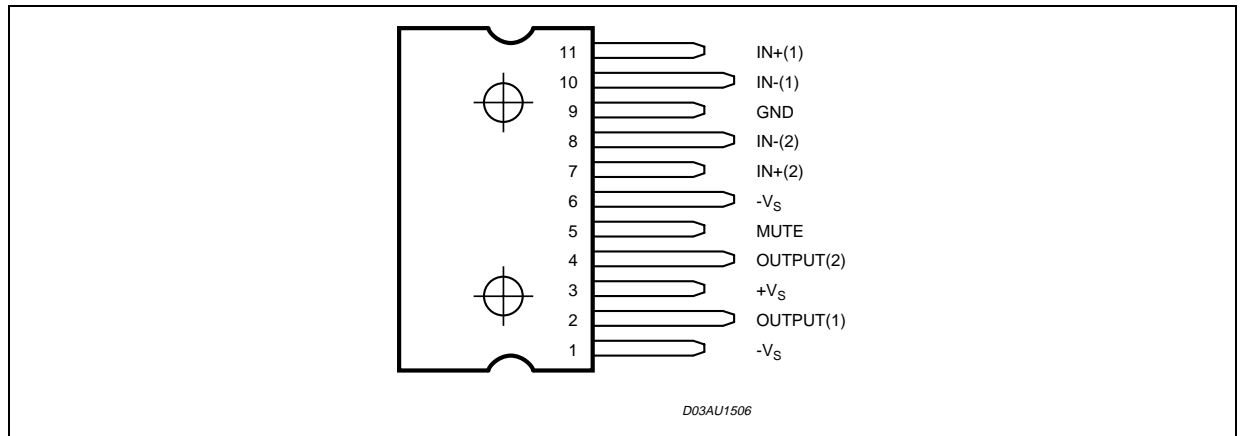 11 IN+(1)
10 IN-(1)
9 GND
8 IN-(2)
7 IN+(2)
6 -VS
5 MUTE
4 OUTPUT(2)
3 +VS
2 OUTPUT(1)
1 -VS
D03AU1506